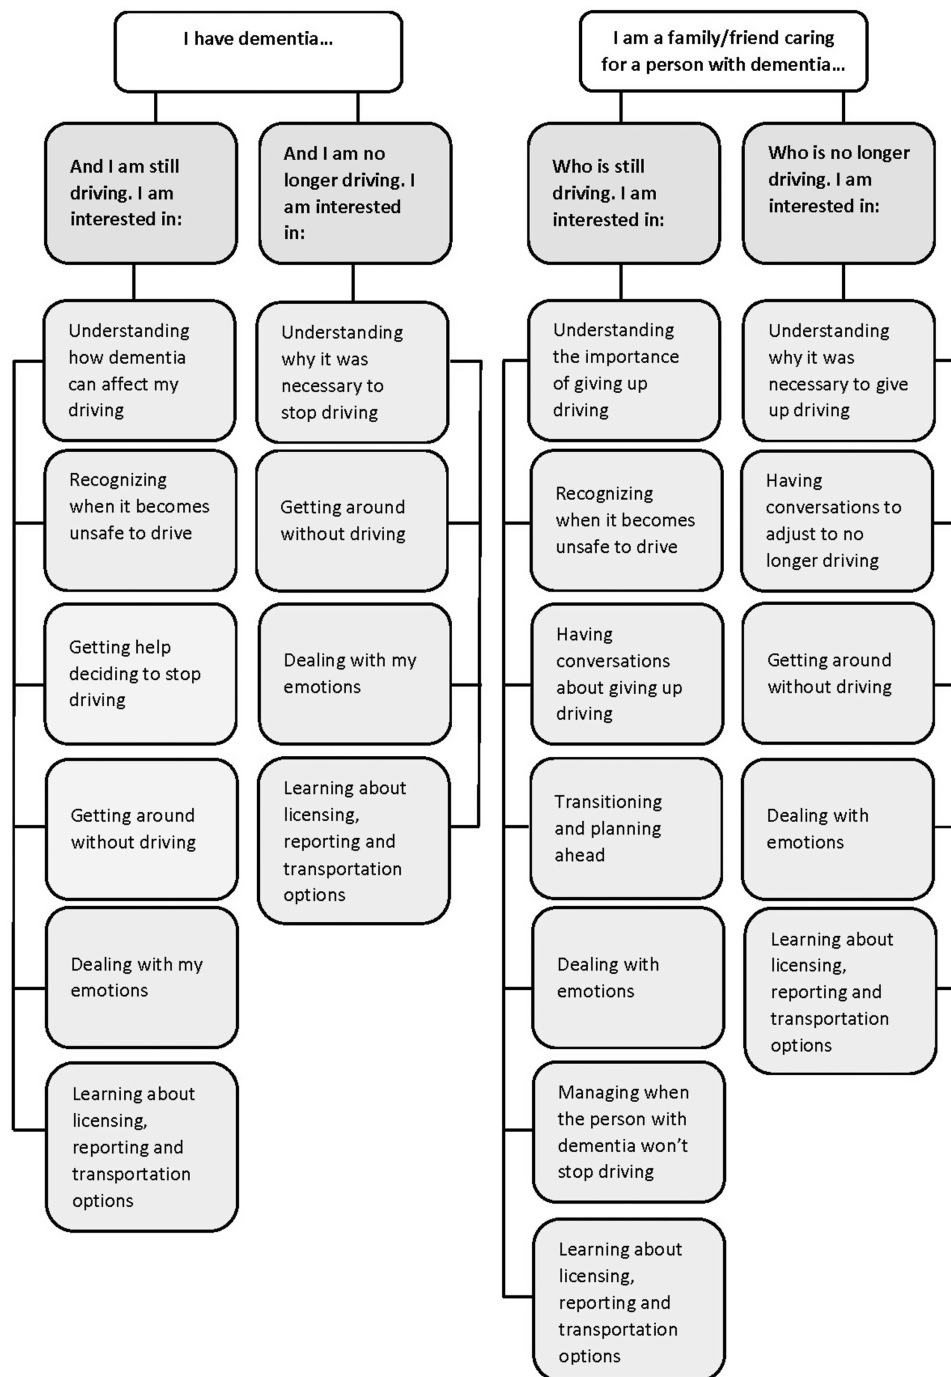 I have dementia...
And I am still
driving. I am
interested in:
Understanding
how dementia
can affect my
driving
Recognizing
when it becomes
unsafe to drive
Getting help
deciding to stop
driving
Getting around
without driving
Dealing with my
emotions
Learning about
licensing,
reporting and
transportation
options
And I am no
longer driving. I
am interested
in:
Understanding
why it was
necessary to
stop driving
Getting around
without driving
Dealing with my
emotions
Learning about
licensing,
reporting and
transportation
options
I am a family/friend caring
for a person with dementia...
Who is still
driving. I am
interested in:
Understanding
the importance
of giving up
driving
Recognizing
when it becomes
unsafe to drive
Having
conversations
about giving up
driving
Transitioning
and planning
ahead
Dealing with
emotions
Managing when
the person with
dementia won’t
stop driving
Learning about
licensing,
reporting and
transportation
options
Who is no longer
driving. I am
interested in:
Understanding
why it was
necessary to give
up driving
Having
conversations to
adjust to no
longer driving
Getting around
without driving
Dealing with
emotions
Learning about
licensing,
reporting and
transportation
options